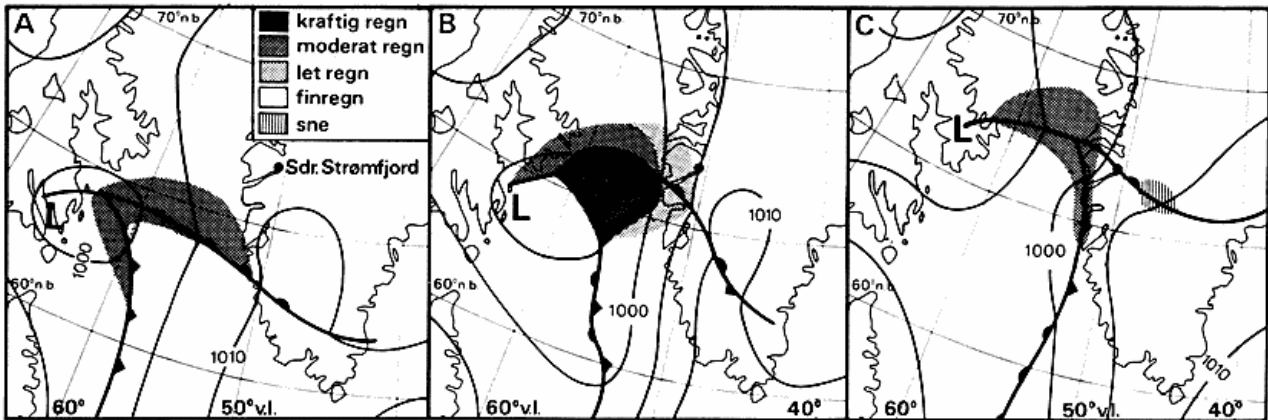 A
70°n.b.
kraftig regn
moderat regn
let regn
finregn
sne
Sdr. Strømfjord
L
1000
60°n.b.
1010
60°
50°v.l.
B
70°n.b.
L
1010
60°n.b.
1000
60°v.l.
40°
C
70°n.b.
L
60°n.b.
1000
1010
50°v.l.
40°